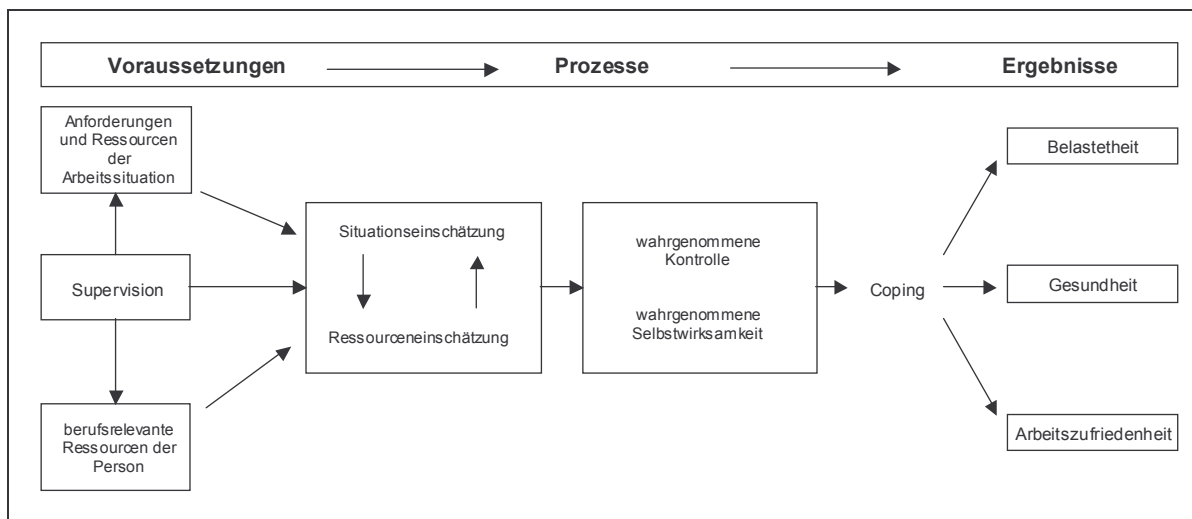 Voraussetzungen Prozesse Ergebnisse
Anforderungen
und Ressourcen
der
Arbeitssituation
Supervision
berufsrelevante
Ressourcen der
Person
Situationseinschätzung
Ressourceneinschätzung
wahrgenommene
Kontrolle
wahrgenommene
Selbstwirksamkeit
Coping
Belastetheit
Gesundheit
Arbeitszufriedenheit